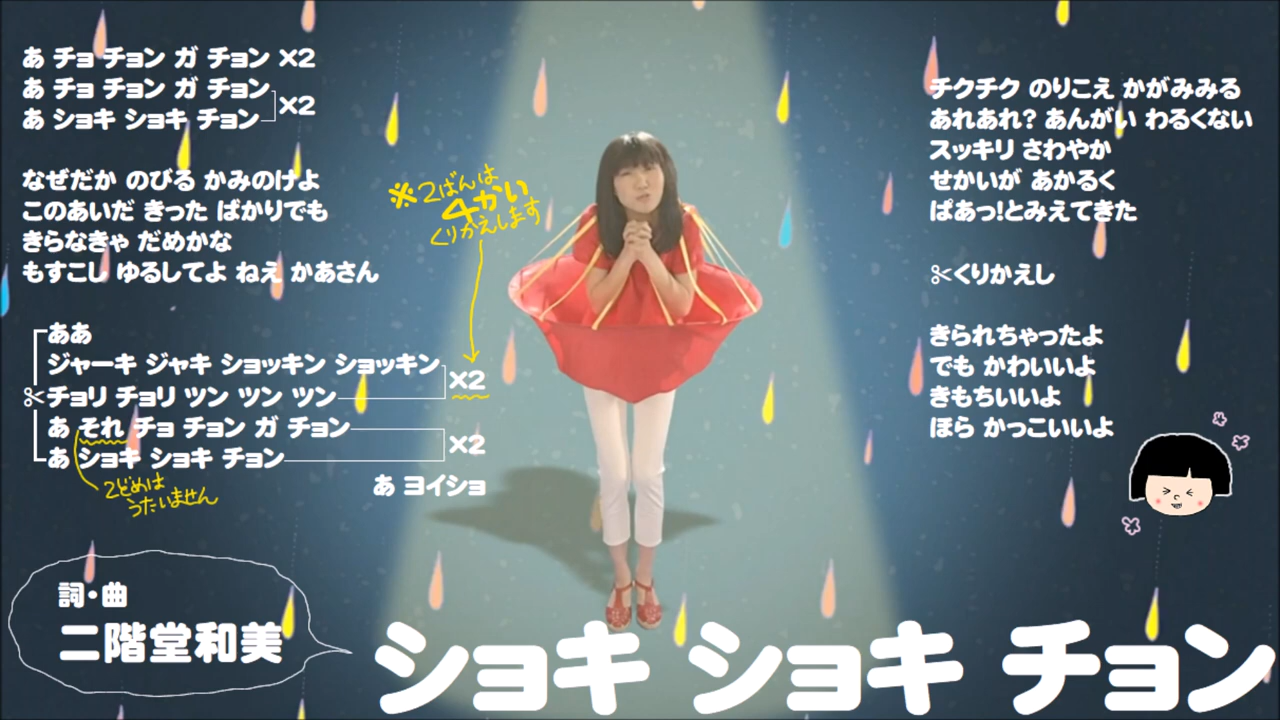 あ チョ チョン ガ チョン ×2
あ チョ チョン ガ チョン
あ ショキ ショキ チョン
×2
なぜだか のびる かみのけよ
このあいだ きった ばかりでも
きらなきゃ だめかな
もすこし ゆるしてよ ねえ かあさん
※2ばんは
4かい
くりかえします
ああ
ジャーキ ジャキ ショッキン ショッキン
✄チョリ チョリ ツン ツン ツン
×2
あ それ チョ チョン ガ チョン
あ ショキ ショキ チョン
×2
2どめは
うたいません
あ ヨイショ
チクチク のりこえ かがみみる
あれあれ? あんがい わるくない
スッキリ さわやか
せかいが あかるく
ぱあっ!とみえてきた
✄くりかえし
きられちゃったよ
でも かわいいよ
きもちいいよ
ほら かっこいいよ
詞・曲
二階堂和美
ショキ ショキ チョン